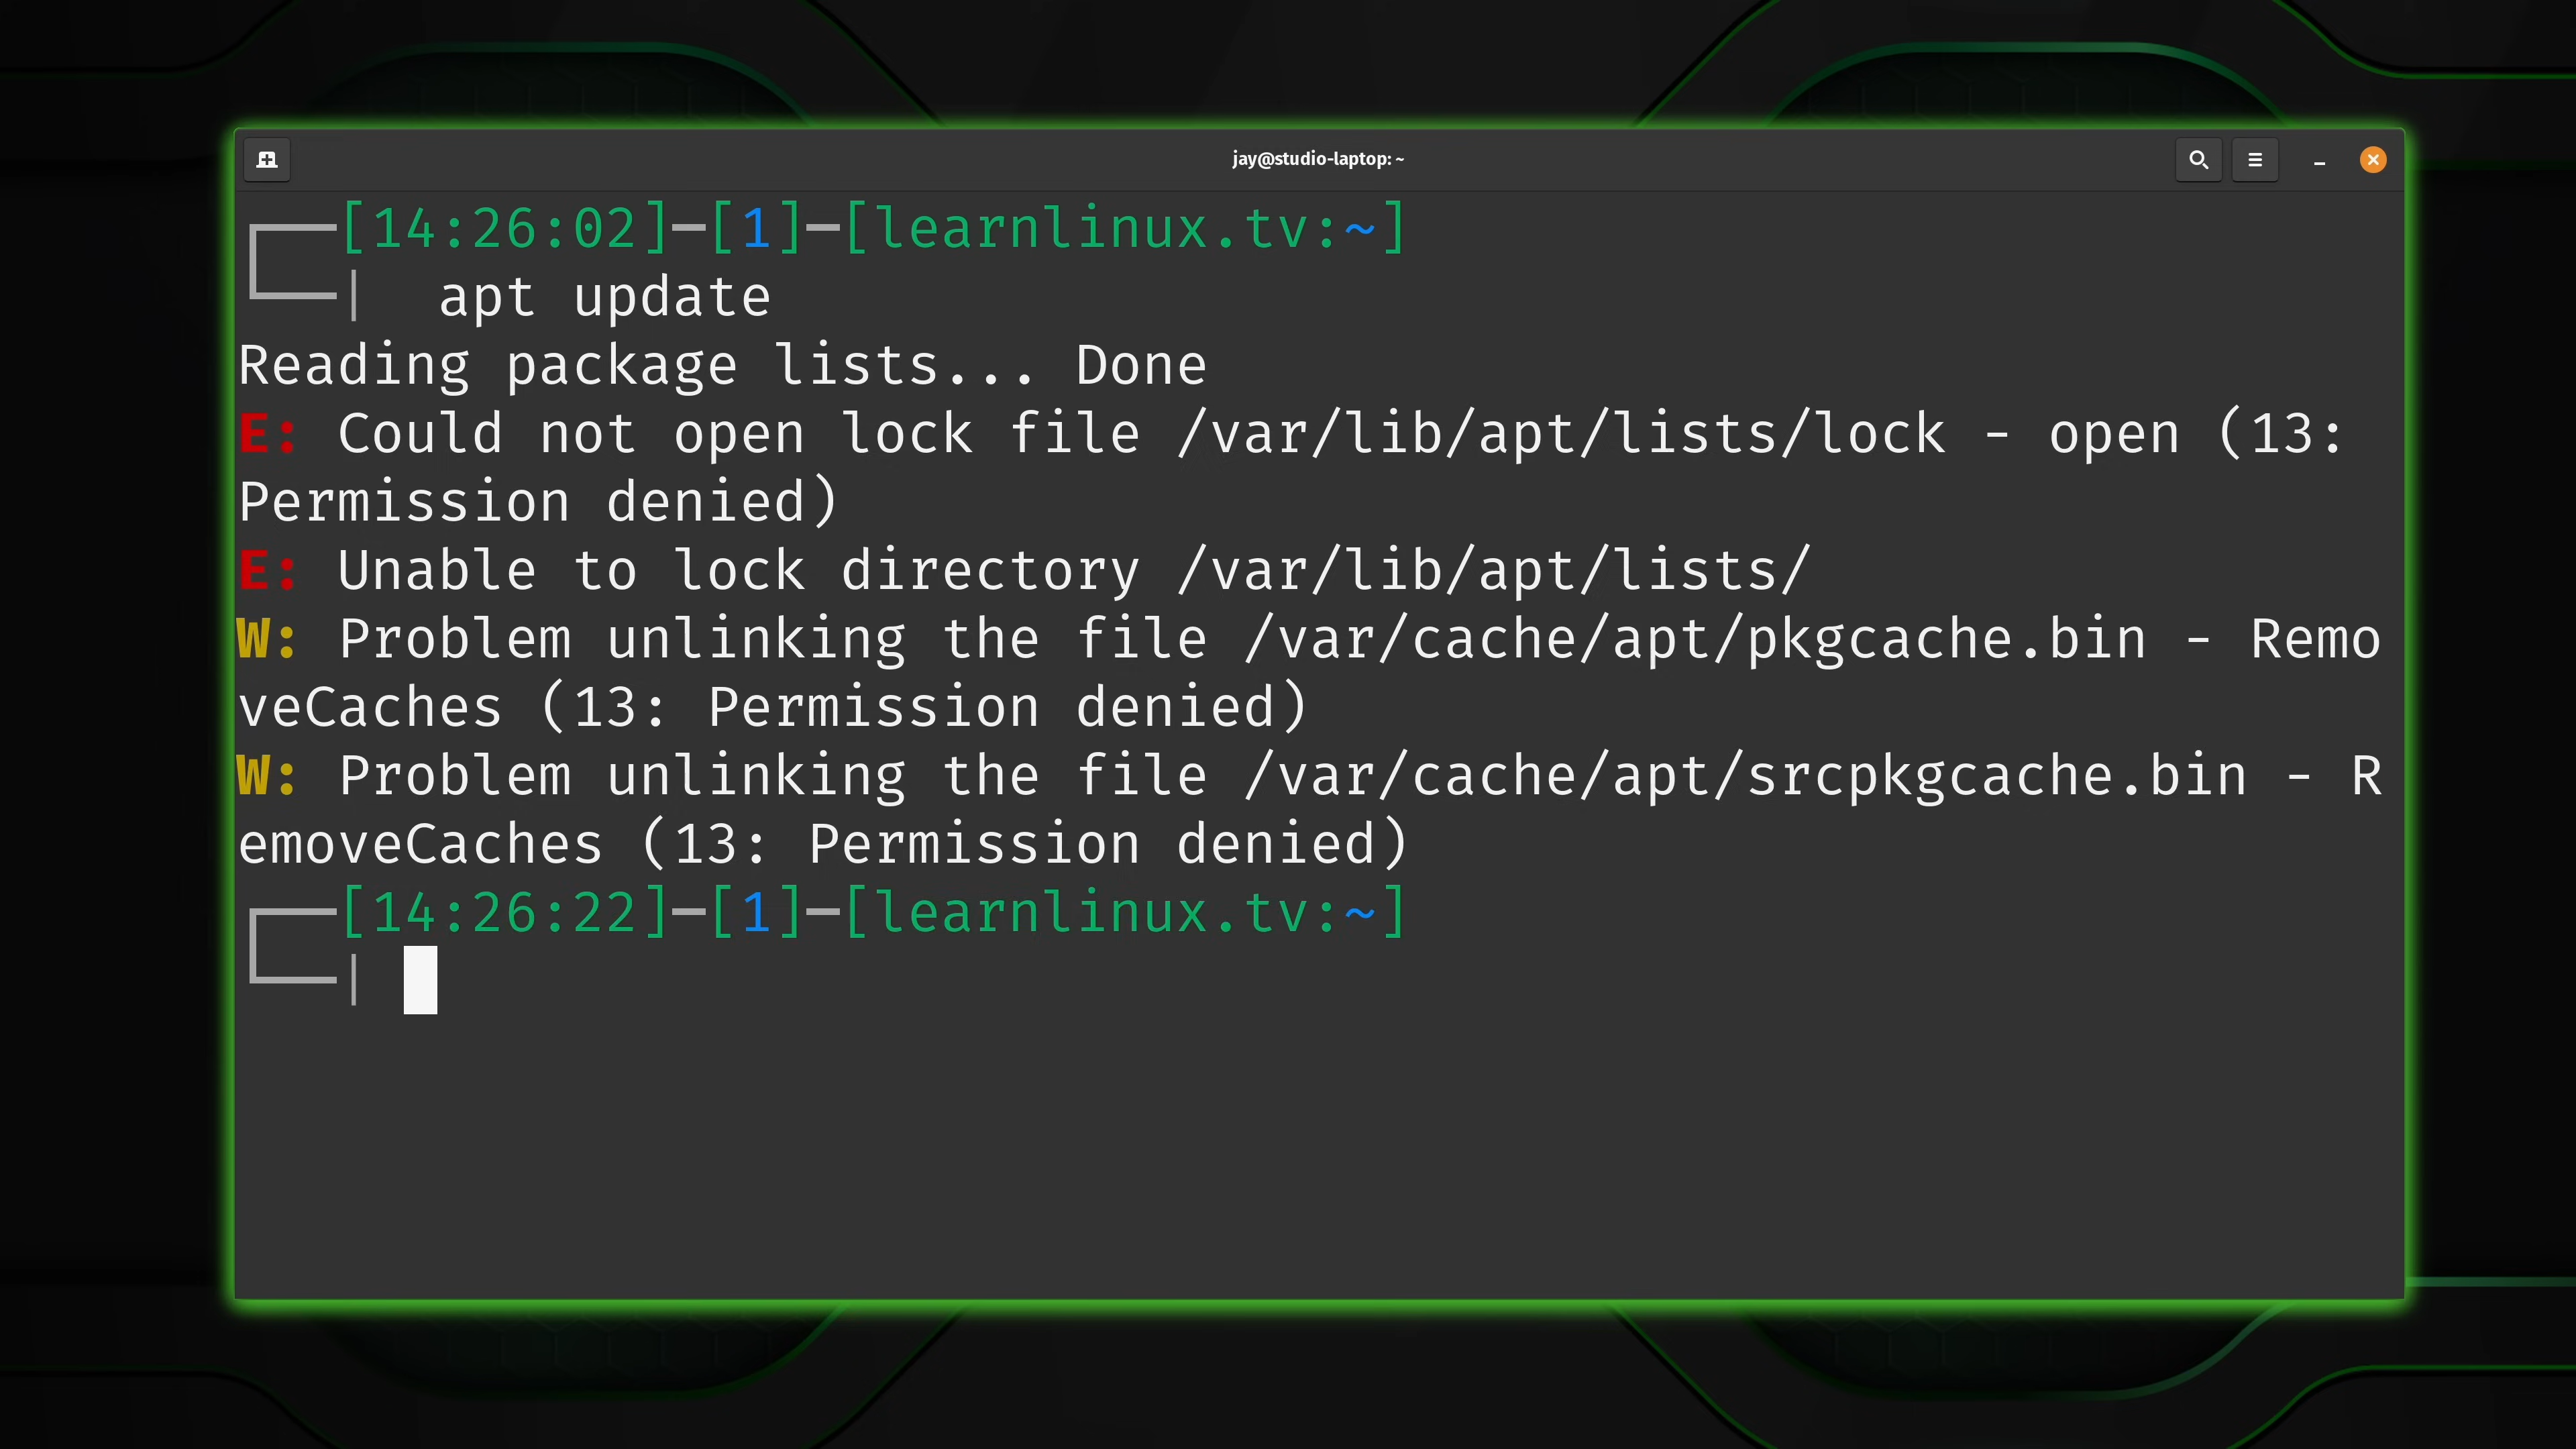 jay@studio-laptop: ~
[14:26:02]─[1]─[learnlinux.tv:~]
apt update
Reading package lists... Done
E: Could not open lock file /var/lib/apt/lists/lock - open (13:
Permission denied)
E: Unable to lock directory /var/lib/apt/lists/
W: Problem unlinking the file /var/cache/apt/pkgcache.bin - Remo
veCaches (13: Permission denied)
W: Problem unlinking the file /var/cache/apt/srcpkgcache.bin - R
emoveCaches (13: Permission denied)
[14:26:22]─[1]─[learnlinux.tv:~]